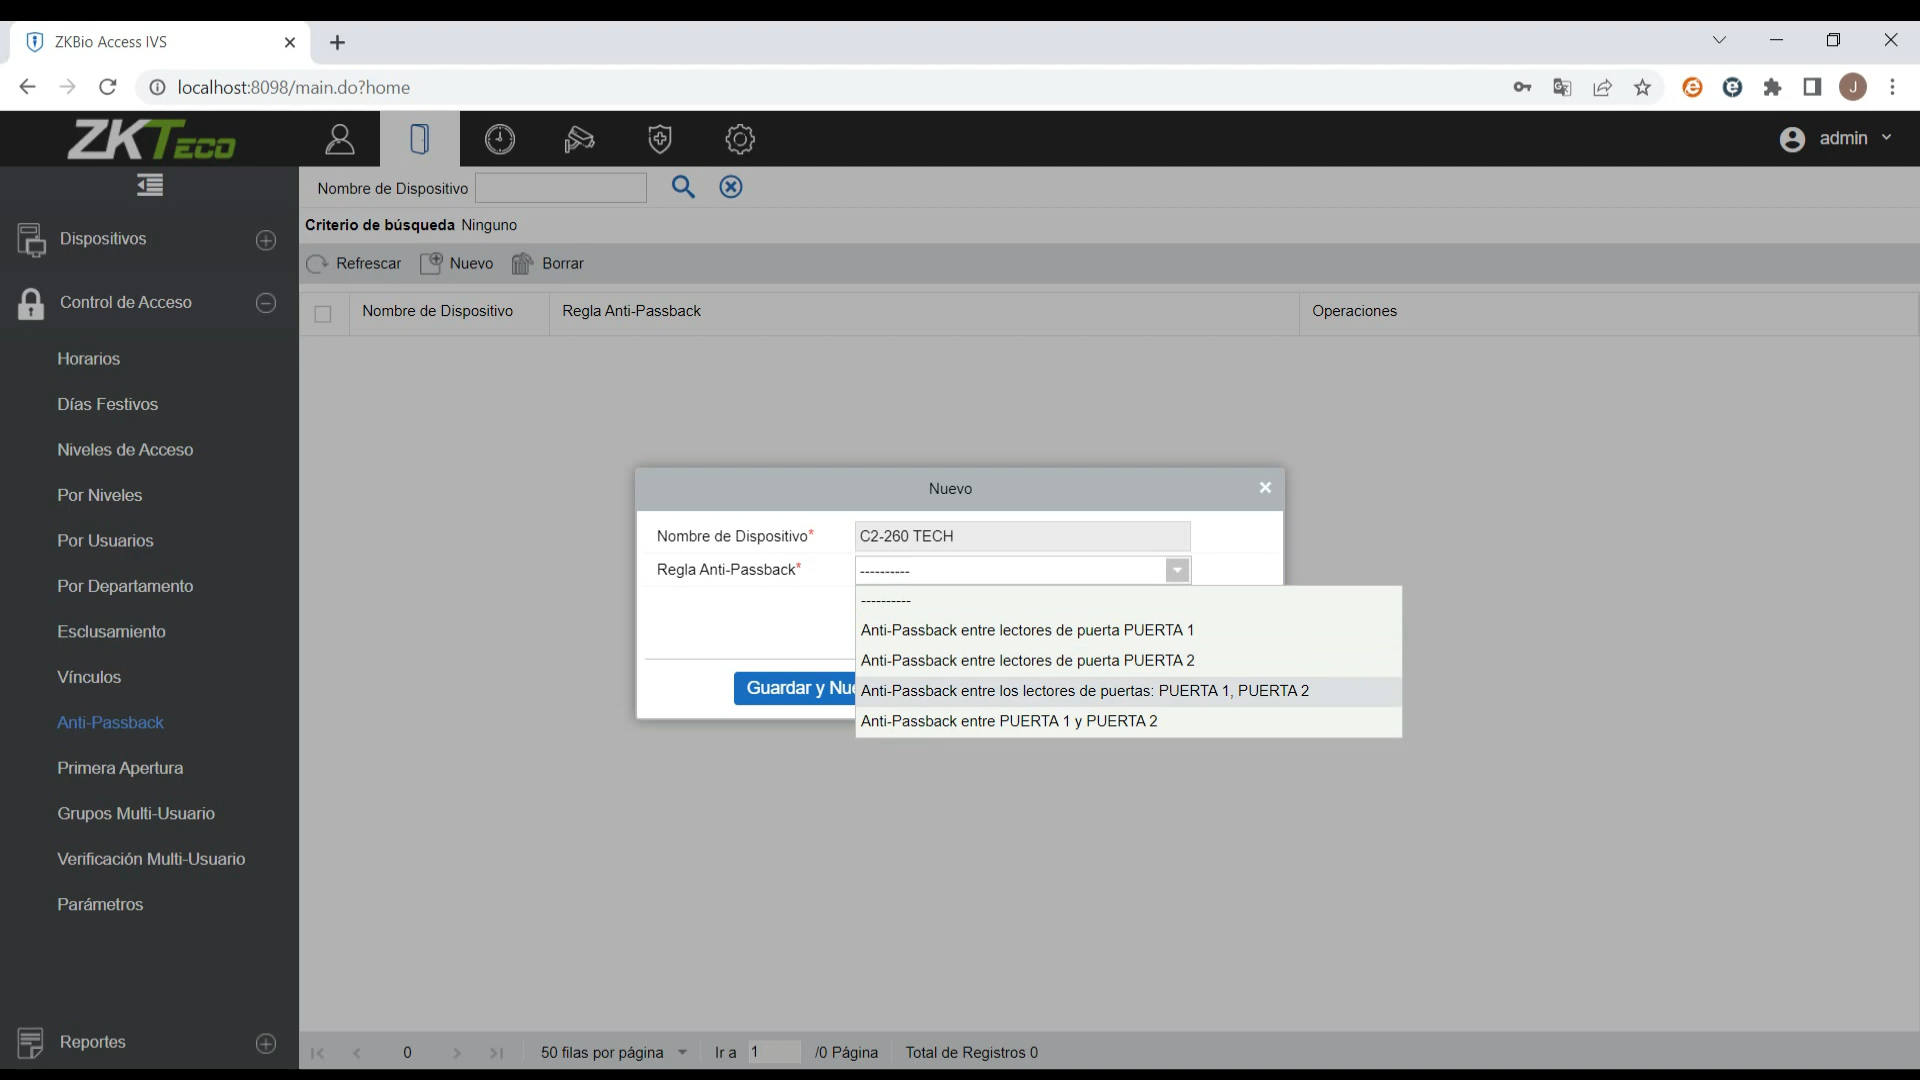 ZKBio Access IVS
localhost:8098/main.do?home
J
ZKTECO
admin
Nombre de Dispositivo
Criterio de búsqueda Ninguno
Refrescar Nuevo Borrar
Nombre de Dispositivo Regla Anti-Passback Operaciones
Dispositivos
Control de Acceso
Horarios
Días Festivos
Niveles de Acceso
Por Niveles
Por Usuarios
Por Departamento
Esclusamiento
Vínculos
Anti-Passback
Primera Apertura
Grupos Multi-Usuario
Verificación Multi-Usuario
Parámetros
Reportes
Nuevo
Nombre de Dispositivo* C2-260 TECH
Regla Anti-Passback* ----------
----------
Anti-Passback entre lectores de puerta PUERTA 1
Anti-Passback entre lectores de puerta PUERTA 2
Anti-Passback entre los lectores de puertas: PUERTA 1, PUERTA 2
Anti-Passback entre PUERTA 1 y PUERTA 2
Guardar y Nue
0 50 filas por página Ir a 1 /0 Página Total de Registros 0